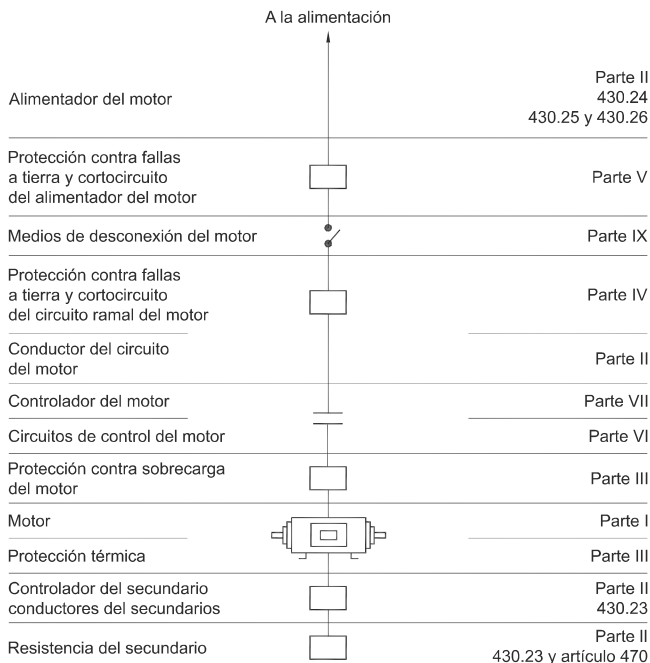 A la alimentación
Alimentador del motor
Parte II
430.24
430.25 y 430.26
Protección contra fallas
a tierra y cortocircuito
del alimentador del motor
Parte V
Medios de desconexión del motor
Parte IX
Protección contra fallas
a tierra y cortocircuito
del circuito ramal del motor
Parte IV
Conductor del circuito
del motor
Parte II
Controlador del motor
Parte VII
Circuitos de control del motor
Parte VI
Protección contra sobrecarga
del motor
Parte III
Motor
Parte I
Protección térmica
Parte III
Controlador del secundario
conductores del secundarios
Parte II
430.23
Resistencia del secundario
Parte II
430.23 y artículo 470